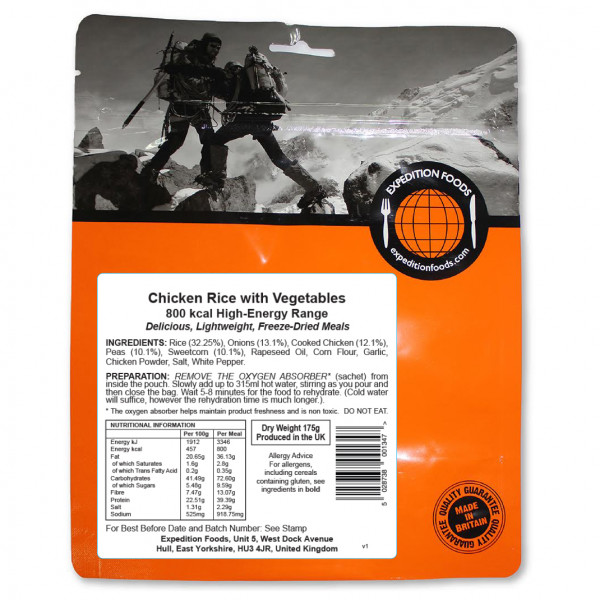 EXPEDITION FOODS
expeditionfoods.com
Chicken Rice with Vegetables
800 kcal High-Energy Range
Delicious, Lightweight, Freeze-Dried Meals
INGREDIENTS: Rice (32.25%), Onions (13.1%), Cooked Chicken (12.1%),
Peas (10.1%), Sweetcorn (10.1%), Rapeseed Oil, Corn Flour, Garlic,
Chicken Powder, Salt, White Pepper.
PREPARATION: REMOVE THE OXYGEN ABSORBER* (sachet) from
inside the pouch. Slowly add up to 315ml hot water, stirring as you pour and
then close the bag. Wait 5-8 minutes for the food to rehydrate. (Cold water
will suffice, however the rehydration time is much longer.).
* The oxygen absorber helps maintain product freshness and is non toxic. DO NOT EAT.
NUTRITIONAL INFORMATION
Per 100g Per Meal
Energy kJ 1912 3346
Energy kcal 457 800
Fat 20.65g 36.13g
of which Saturates 1.6g 2.8g
of which Trans Fatty Acid 0.2g 0.35g
Carbohydrates 41.49g 72.60g
of which Sugars 5.48g 9.59g
Fibre 7.47g 13.07g
Protein 22.51g 39.39g
Salt 1.31g 2.29g
Sodium 525mg 918.75mg
Dry Weight 175g
Produced in the UK
Allergy Advice
For allergens,
including cereals
containing gluten, see
ingredients in bold
5 028738 001347 >
For Best Before Date and Batch Number: See Stamp
Expedition Foods, Unit 5, West Dock Avenue
Hull, East Yorkshire, HU3 4JR, United Kingdom
v1
QUALITY GUARANTEE QUALITY GUARANTEE
MADE IN
BRITAIN